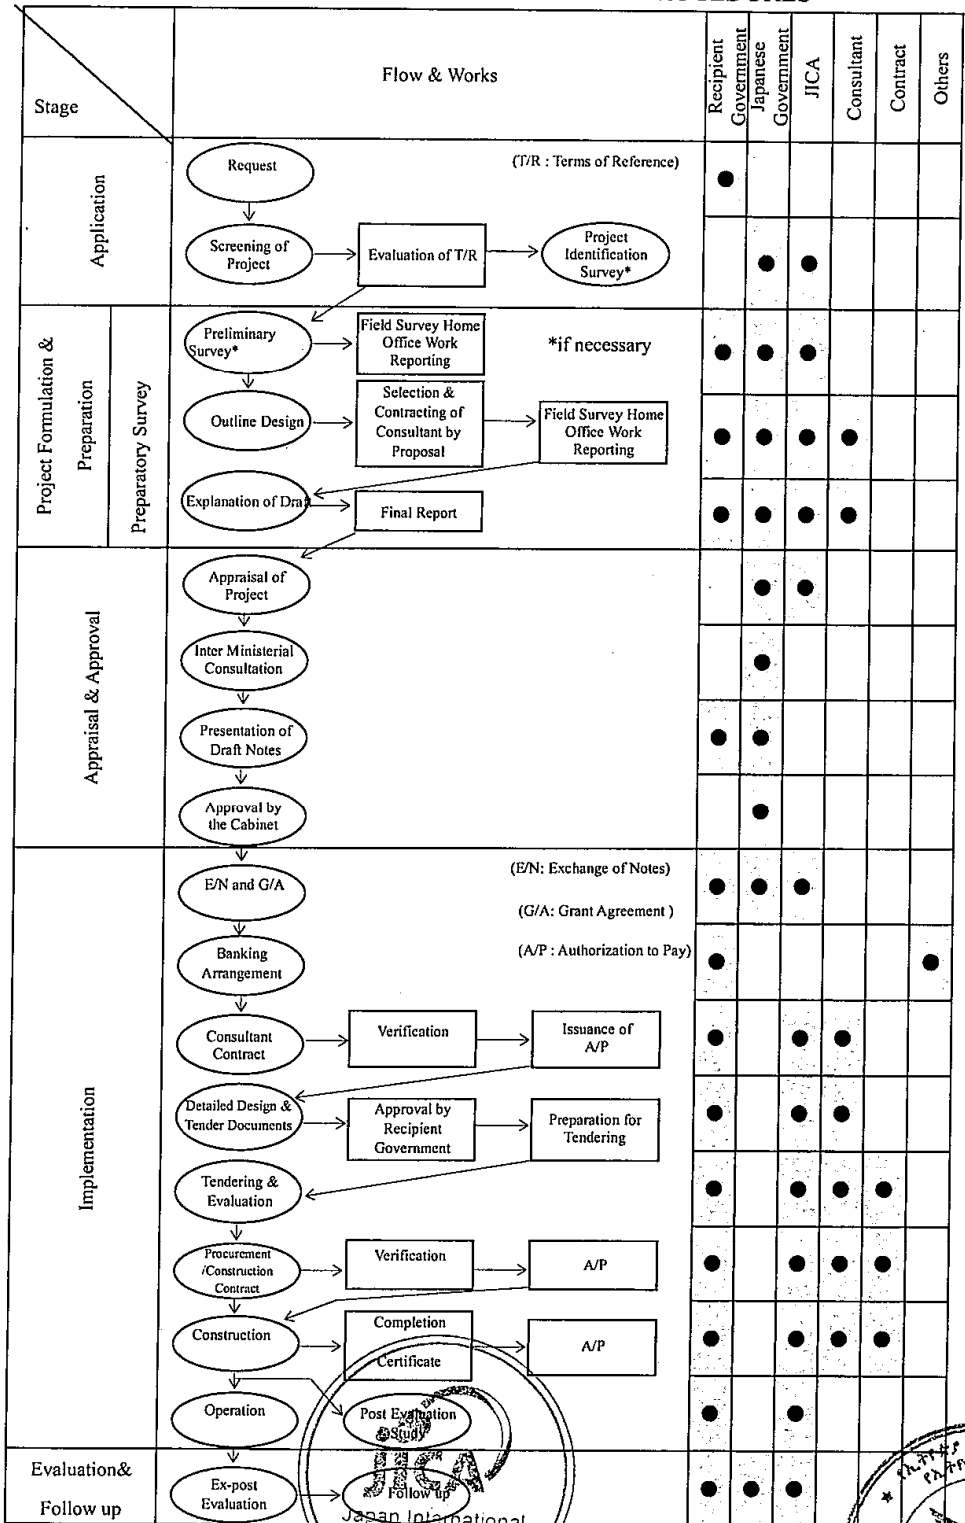 Stage
Flow & Works
Recipient
Government
Japanese
Government
JICA
Consultant
Contract
Others
Application
Request
(T/R : Terms of Reference)
Screening of
Project
Evaluation of T/R
Project
Identification
Survey*
Project Formulation &
Preparation
Preparatory Survey
Preliminary
Survey*
Field Survey Home
Office Work
Reporting
*if necessary
Outline Design
Selection &
Contracting of
Consultant by
Proposal
Field Survey Home
Office Work
Reporting
Explanation of Draft
Final Report
Appraisal & Approval
Appraisal of
Project
Inter Ministerial
Consultation
Presentation of
Draft Notes
Approval by
the Cabinet
Implementation
E/N and G/A
(E/N: Exchange of Notes)
(G/A: Grant Agreement )
(A/P : Authorization to Pay)
Banking
Arrangement
Consultant
Contract
Verification
Issuance of
A/P
Detailed Design &
Tender Documents
Approval by
Recipient
Government
Preparation for
Tendering
Tendering &
Evaluation
Procurement
/Construction
Contract
Verification
A/P
Construction
Completion
Certificate
A/P
Operation
Post Evaluation
Study
Evaluation&
Follow up
Ex-post
Evaluation
Follow up
JICA
Japan International